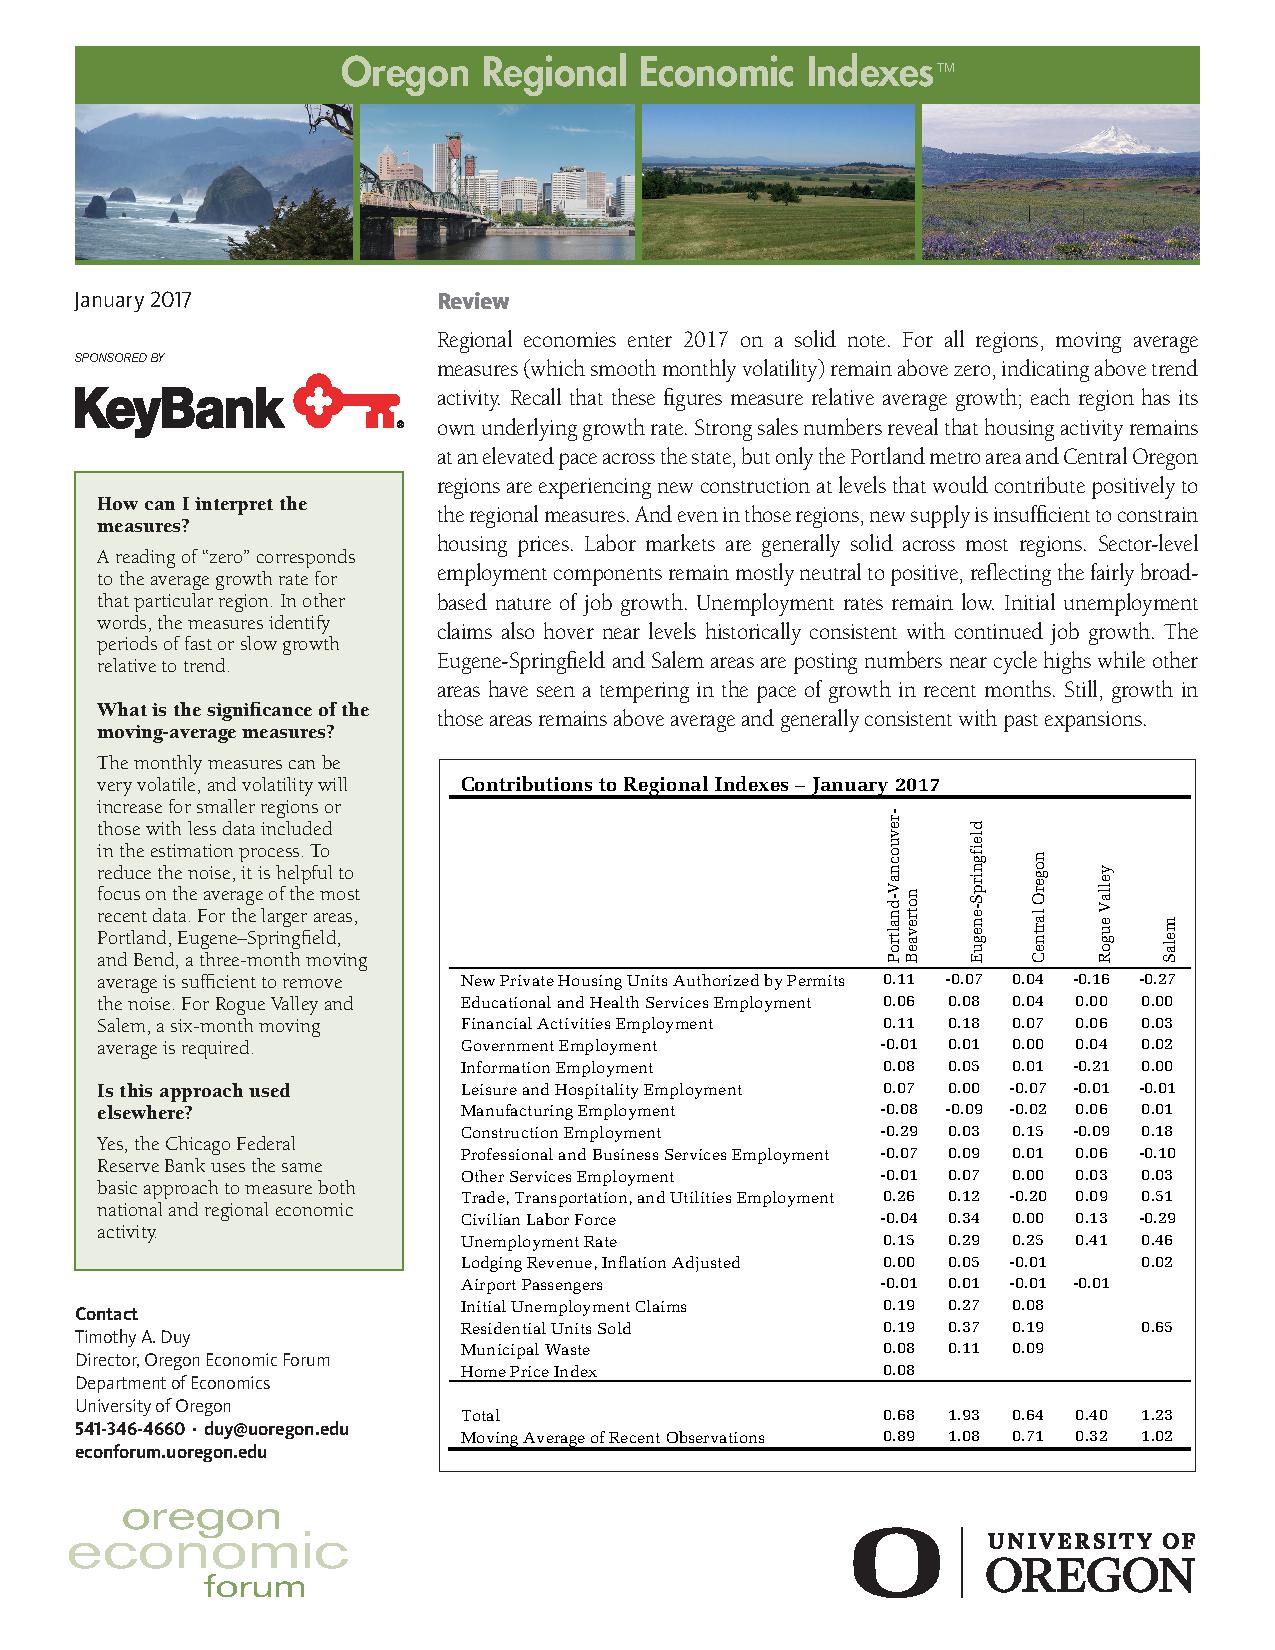 Oregon Regional Economic Indexes™
January 2017
SPONSORED BY
KeyBank®
How can I interpret the
measures?
A reading of “zero” corresponds
to the average growth rate for
that particular region. In other
words, the measures identify
periods of fast or slow growth
relative to trend.
What is the significance of the
moving-average measures?
The monthly measures can be
very volatile, and volatility will
increase for smaller regions or
those with less data included
in the estimation process. To
reduce the noise, it is helpful to
focus on the average of the most
recent data. For the larger areas,
Portland, Eugene–Springfield,
and Bend, a three-month moving
average is sufficient to remove
the noise. For Rogue Valley and
Salem, a six-month moving
average is required.
Is this approach used
elsewhere?
Yes, the Chicago Federal
Reserve Bank uses the same
basic approach to measure both
national and regional economic
activity.
Contact
Timothy A. Duy
Director, Oregon Economic Forum
Department of Economics
University of Oregon
541-346-4660 · duy@uoregon.edu
econforum.uoregon.edu
Review
Regional economies enter 2017 on a solid note. For all regions, moving average
measures (which smooth monthly volatility) remain above zero, indicating above trend
activity. Recall that these figures measure relative average growth; each region has its
own underlying growth rate. Strong sales numbers reveal that housing activity remains
at an elevated pace across the state, but only the Portland metro area and Central Oregon
regions are experiencing new construction at levels that would contribute positively to
the regional measures. And even in those regions, new supply is insufficient to constrain
housing prices. Labor markets are generally solid across most regions. Sector-level
employment components remain mostly neutral to positive, reflecting the fairly broad-
based nature of job growth. Unemployment rates remain low. Initial unemployment
claims also hover near levels historically consistent with continued job growth. The
Eugene-Springfield and Salem areas are posting numbers near cycle highs while other
areas have seen a tempering in the pace of growth in recent months. Still, growth in
those areas remains above average and generally consistent with past expansions.
Contributions to Regional Indexes – January 2017
Portland-Vancouver-
Beaverton
Eugene-Springfield
Central Oregon
Rogue Valley
Salem
New Private Housing Units Authorized by Permits 0.11 -0.07 0.04 -0.16 -0.27
Educational and Health Services Employment 0.06 0.08 0.04 0.00 0.00
Financial Activities Employment 0.11 0.18 0.07 0.06 0.03
Government Employment -0.01 0.01 0.00 0.04 0.02
Information Employment 0.08 0.05 0.01 -0.21 0.00
Leisure and Hospitality Employment 0.07 0.00 -0.07 -0.01 -0.01
Manufacturing Employment -0.08 -0.09 -0.02 0.06 0.01
Construction Employment -0.29 0.03 0.15 -0.09 0.18
Professional and Business Services Employment -0.07 0.09 0.01 0.06 -0.10
Other Services Employment -0.01 0.07 0.00 0.03 0.03
Trade, Transportation, and Utilities Employment 0.26 0.12 -0.20 0.09 0.51
Civilian Labor Force -0.04 0.34 0.00 0.13 -0.29
Unemployment Rate 0.15 0.29 0.25 0.41 0.46
Lodging Revenue, Inflation Adjusted 0.00 0.05 -0.01 0.02
Airport Passengers -0.01 0.01 -0.01 -0.01
Initial Unemployment Claims 0.19 0.27 0.08
Residential Units Sold 0.19 0.37 0.19 0.65
Municipal Waste 0.08 0.11 0.09
Home Price Index 0.08
Total 0.68 1.93 0.64 0.40 1.23
Moving Average of Recent Observations 0.89 1.08 0.71 0.32 1.02
oregon
economic
forum
O
UNIVERSITY OF
OREGON